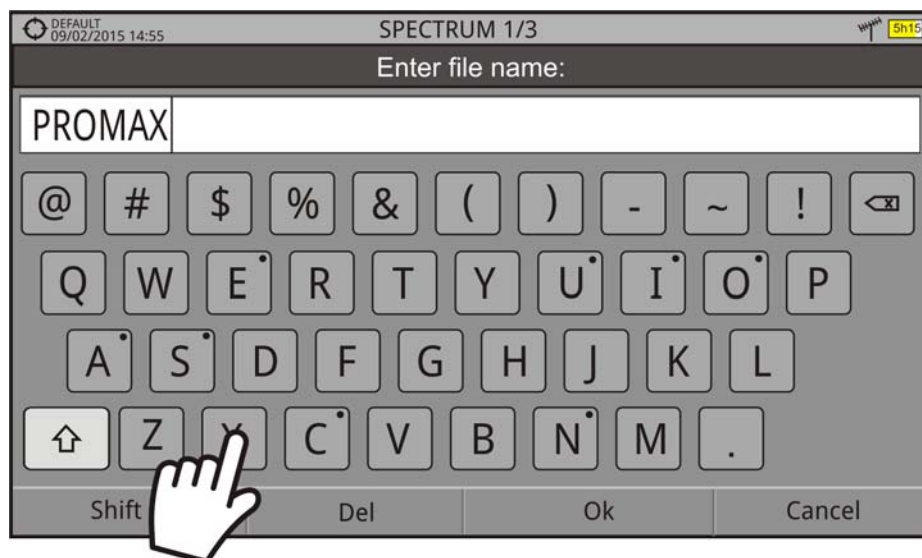 DEFAULT
09/02/2015 14:55
SPECTRUM 1/3
5h15
Enter file name:
PROMAX
@ # $ % & ( ) - ~ !
Q W E R T Y U I O P
A S D F G H J K L
Z X C V B N M .
Shift Del Ok Cancel